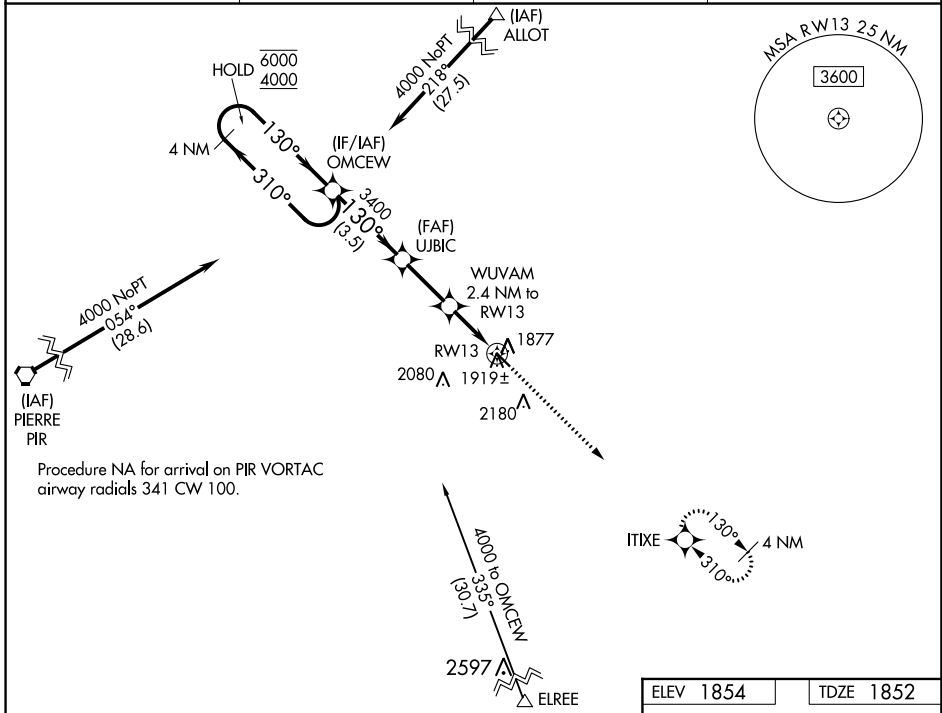 (IAF)
ALLOT
4000 NoPT
218°
(27.5)
MSA RW13 25 NM
3600
HOLD
6000
4000
4 NM
130°
310°
(IF/IAF)
OMCEW
3400
130°
(3.5)
(FAF)
UJBIC
WUVAM
2.4 NM to
RW13
RW13
1877
1919±
2080
2180
4000 NoPT
054°
(28.6)
(IAF)
PIERRE
PIR
Procedure NA for arrival on PIR VORTAC
airway radials 341 CW 100.
ITIXE
130°
310°
4 NM
4000 to OMCEW
335°
(30.7)
2597
ELREE
ELEV 1854
TDZE 1852